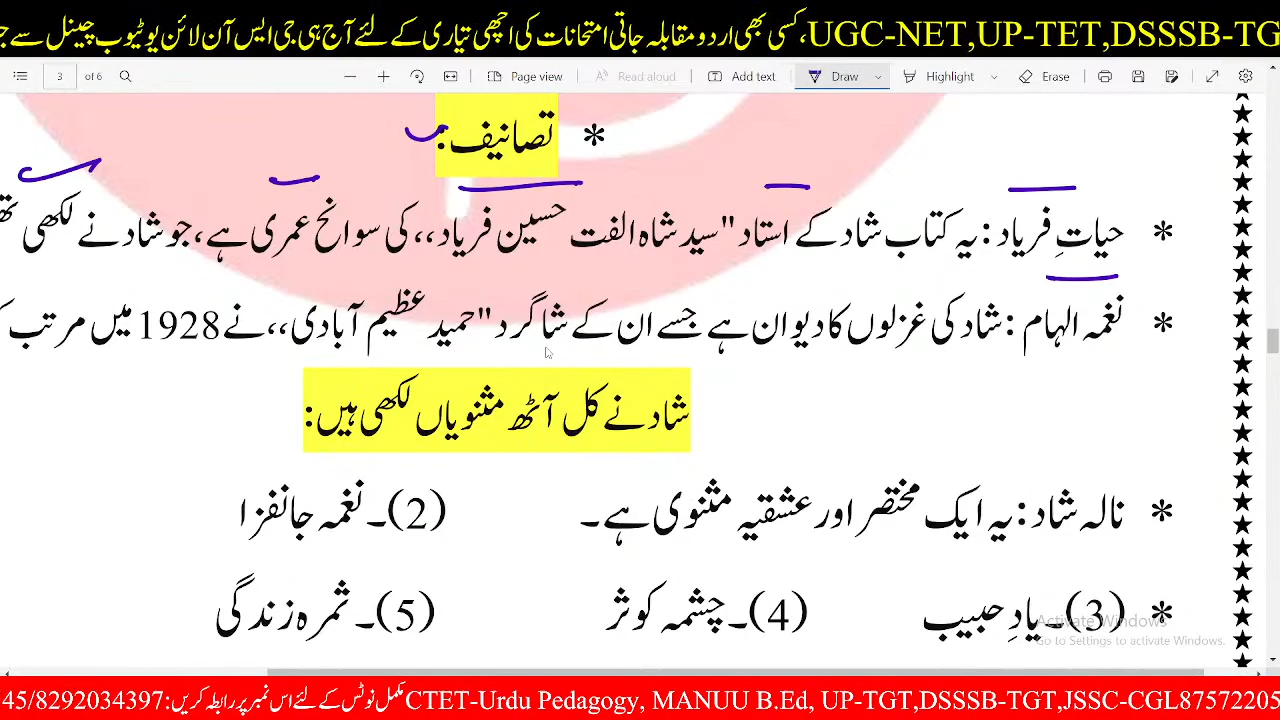 UGC-NET,UP-TET,DSSSB-TG،کسی بھی اردو مقابلہ جاتی امتحانات کی اچھی تیاری کے لئے آج ہی جی ایس آن لائن یوٹیوب چینل سے
3 of 6 Page view Read aloud Add text Draw Highlight Erase
* تصانیف:
* حیاتِ فریاد: یہ کتاب شاد کے استاد "سید شاہ الفت حسین فریاد،، کی سوانح عمری ہے، جو شاد نے لکھی
* نغمہ الہام: شاد کی غزلوں کا دیوان ہے جسے ان کے شاگرد "حمید عظیم آبادی،، نے 1928 میں مرتب
شاد نے کل آٹھ مثنویاں لکھی ہیں:
* نالہ شاد: یہ ایک مختصر اور عشقیہ مثنوی ہے۔ (2)۔ نغمہ جانفزا
* (3)۔ یادِ حبیب (4)۔ چشمہ کوثر (5)۔ ثمرہ زندگی
Activate Windows
Go to Settings to activate Windows.
45/8292034397:مکمل نوٹس کے لئے اس نمبر پر رابطہ کریں CTET-Urdu Pedagogy, MANUU B.Ed, UP-TGT,DSSSB-TGT,JSSC-CGL87572205